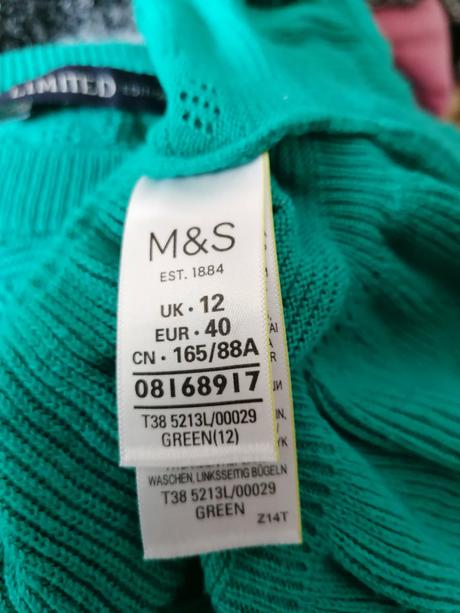 LIMITED
M&S
EST. 1884
UK • 12
EUR • 40
CN • 165/88A
08168917
T38 5213L/00029
GREEN(12)
WASCHEN, LINKSSEITIG BÜGELN
T38 5213L/00029
GREEN
Z14T